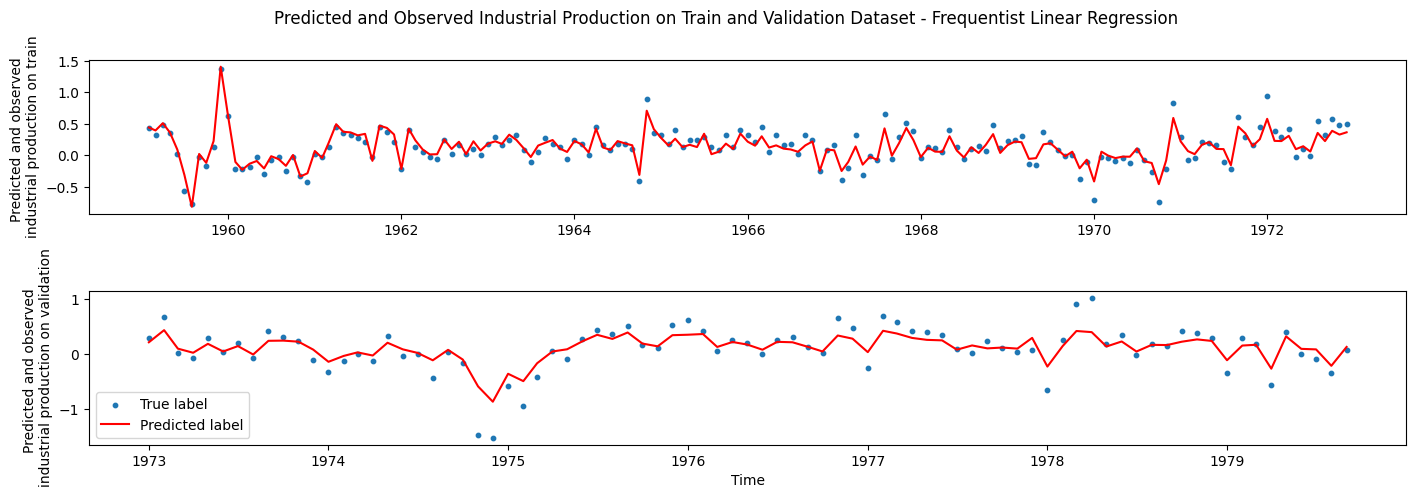 Predicted and Observed Industrial Production on Train and Validation Dataset - Frequentist Linear Regression
Predicted and observed
industrial production on train
1.5
1.0
0.5
0.0
−0.5
1960
1962
1964
1966
1968
1970
1972
Predicted and observed
industrial production on validation
1
0
−1
True label
Predicted label
1973
1974
1975
1976
1977
1978
1979
Time